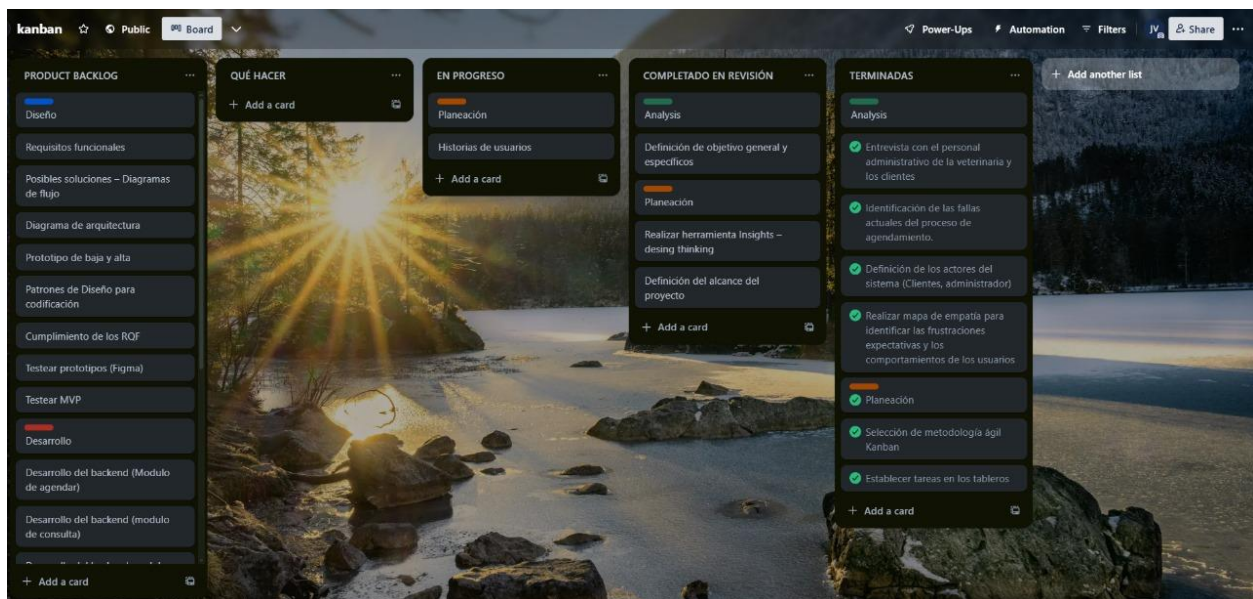 kanban
Public
Board
Power-Ups
Automation
Filters
JV
Share
PRODUCT BACKLOG
Diseño
Requisitos funcionales
Posibles soluciones – Diagramas
de flujo
Diagrama de arquitectura
Prototipo de baja y alta
Patrones de Diseño para
codificación
Cumplimiento de los RQF
Testear prototipos (Figma)
Testear MVP
Desarrollo
Desarrollo del backend (Modulo
de agendar)
Desarrollo del backend (modulo
de consulta)
+ Add a card
QUÉ HACER
+ Add a card
EN PROGRESO
Planeación
Historias de usuarios
+ Add a card
COMPLETADO EN REVISIÓN
Analysis
Definición de objetivo general y
específicos
Planeación
Realizar herramienta Insights –
desing thinking
Definición del alcance del
proyecto
+ Add a card
TERMINADAS
Analysis
Entrevista con el personal
administrativo de la veterinaria y
los clientes
Identificación de las fallas
actuales del proceso de
agendamiento.
Definición de los actores del
sistema (Clientes, administrador)
Realizar mapa de empatía para
identificar las frustraciones
expectativas y los
comportamientos de los usuarios
Planeación
Selección de metodología ágil
Kanban
Establecer tareas en los tableros
+ Add a card
+ Add another list